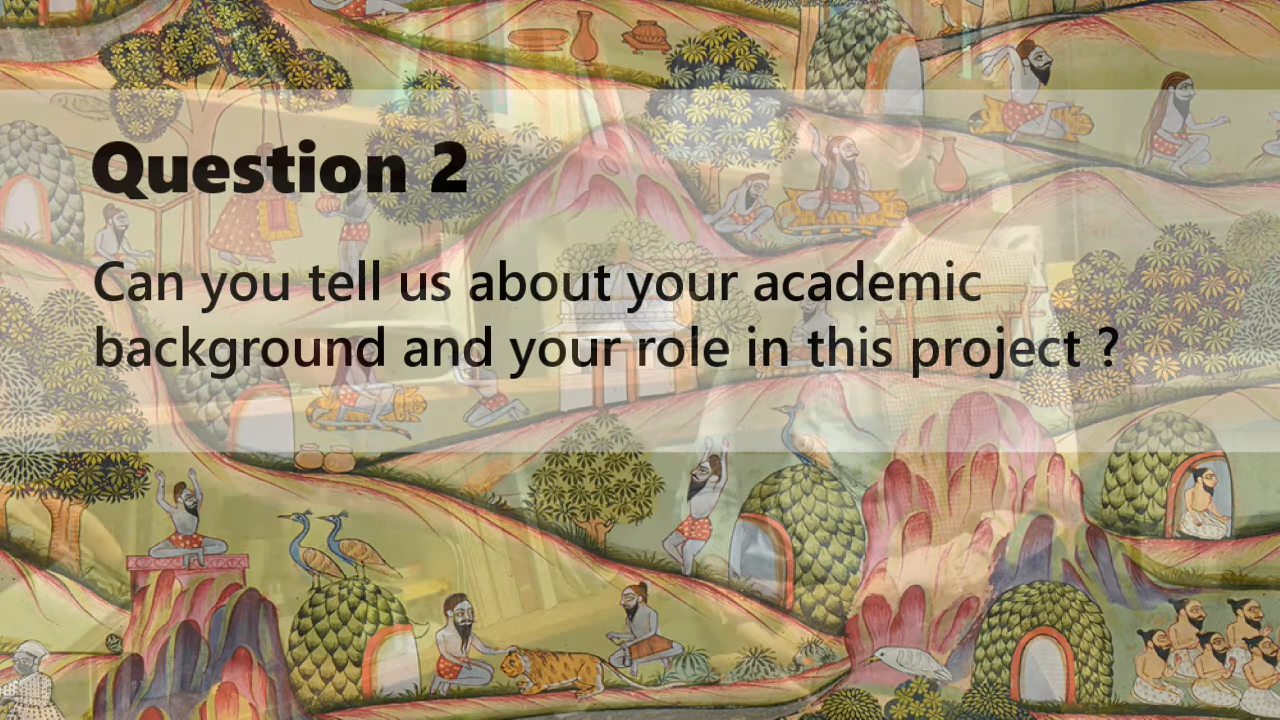 Question 2
Can you tell us about your academic
background and your role in this project ?